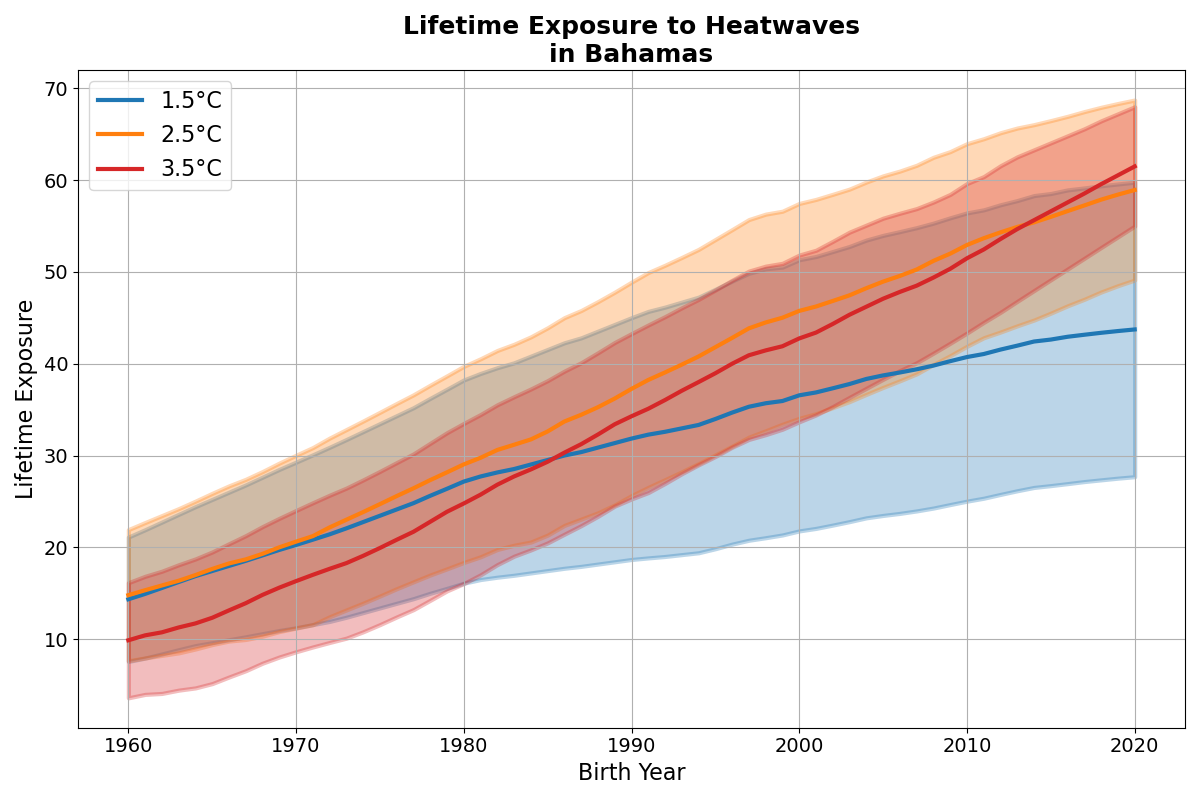 Lifetime Exposure to Heatwaves
in Bahamas
1.5°C
2.5°C
3.5°C
Lifetime Exposure
70
60
50
40
30
20
10
1960 1970 1980 1990 2000 2010 2020
Birth Year